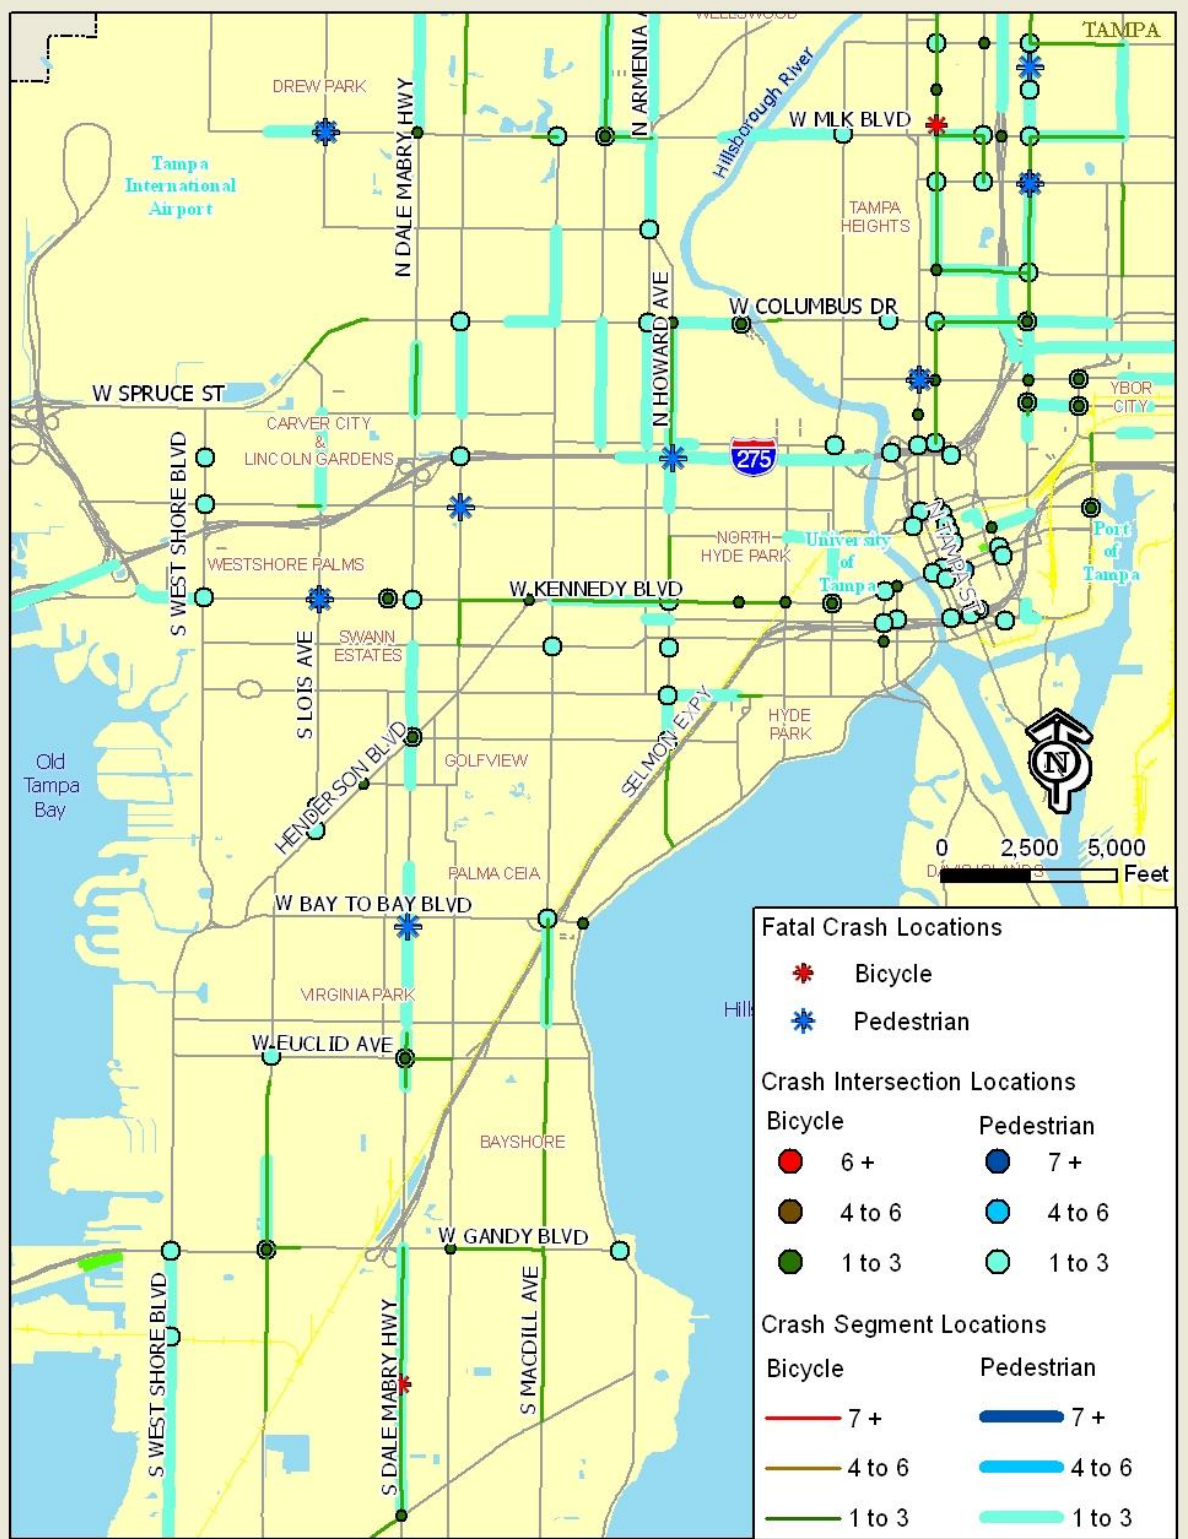 TAMPA
DREW PARK
N DALE MABRY HWY
N ARMENIA
Hillsborough River
W MLK BLVD
Tampa
International
Airport
TAMPA
HEIGHTS
N HOWARD AVE
W COLUMBUS DR
W SPRUCE ST
YBOR
CITY
CARVER CITY
&
LINCOLN GARDENS
275
S WEST SHORE BLVD
N TAMPA ST
NORTH
HYDE PARK
University
of
Tampa
Port
of
Tampa
WESTSHORE PALMS
W KENNEDY BLVD
S LOIS AVE
SWANN
ESTATES
SELMON EXPY
HYDE
PARK
N
HENDERSON BLVD
GOLFVIEW
Old
Tampa
Bay
0 2,500 5,000
Feet
DAVIS ISLANDS
PALMA CEIA
W BAY TO BAY BLVD
VIRGINIA PARK
W EUCLID AVE
BAYSHORE
W GANDY BLVD
S WEST SHORE BLVD
S DALE MABRY HWY
S MACDILL AVE
Fatal Crash Locations
Bicycle
Pedestrian
Crash Intersection Locations
Bicycle Pedestrian
6 + 7 +
4 to 6 4 to 6
1 to 3 1 to 3
Crash Segment Locations
Bicycle Pedestrian
7 + 7 +
4 to 6 4 to 6
1 to 3 1 to 3